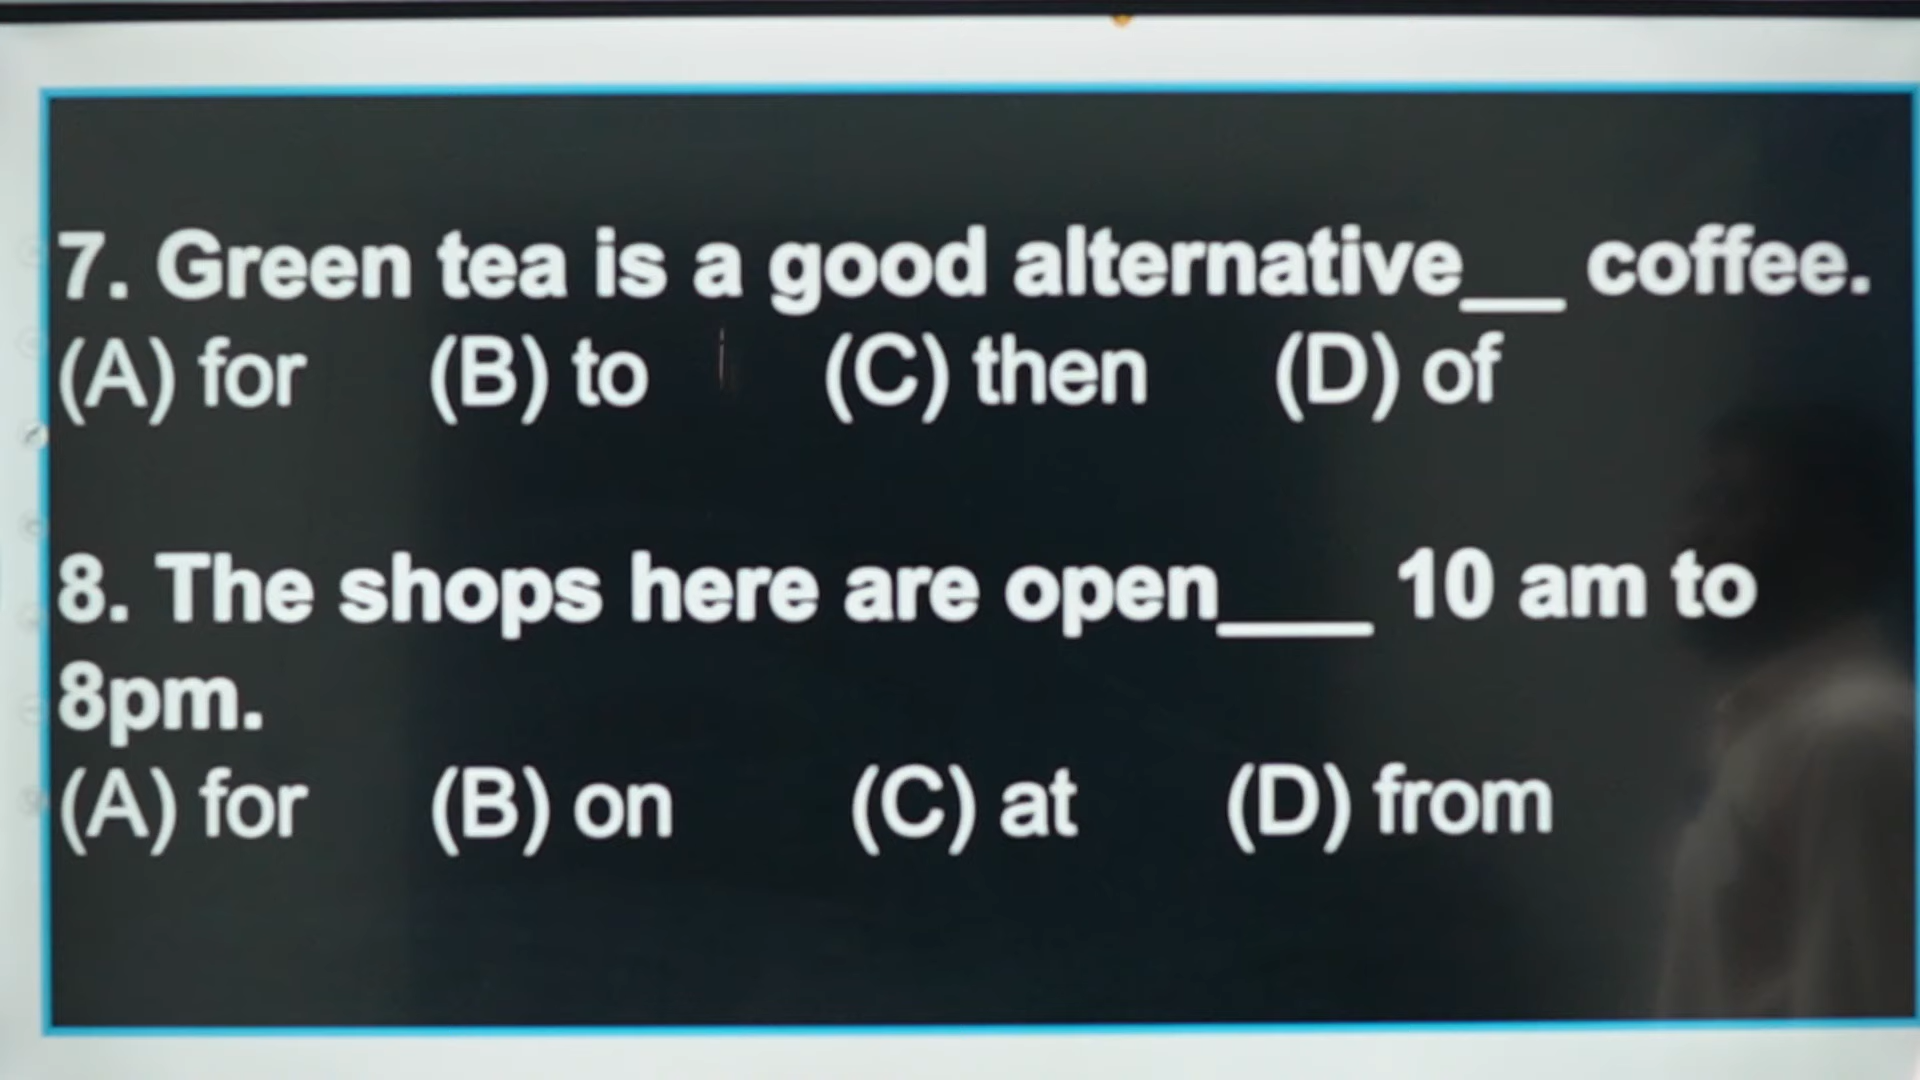 7. Green tea is a good alternative__ coffee.
(A) for (B) to (C) then (D) of
8. The shops here are open___ 10 am to
8pm.
(A) for (B) on (C) at (D) from